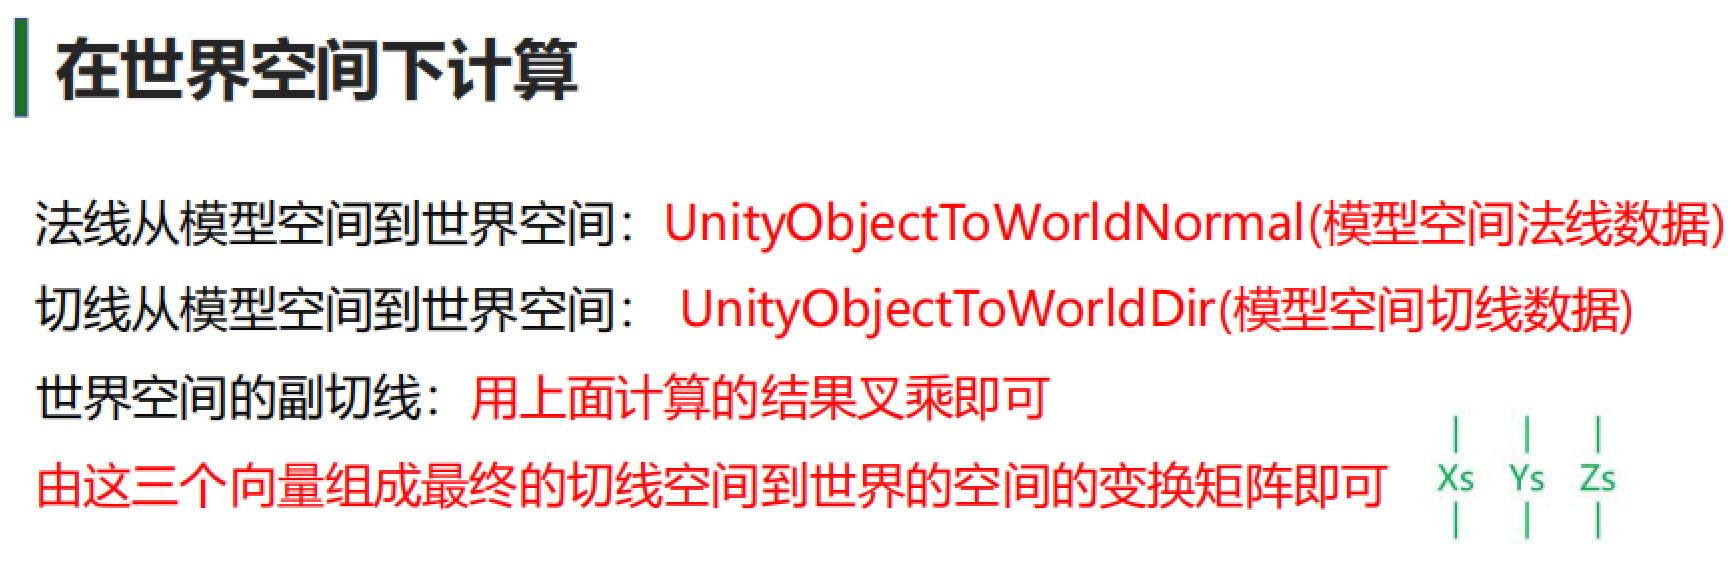 在世界空间下计算
法线从模型空间到世界空间：UnityObjectToWorldNormal(模型空间法线数据)
切线从模型空间到世界空间： UnityObjectToWorldDir(模型空间切线数据)
世界空间的副切线：用上面计算的结果叉乘即可
由这三个向量组成最终的切线空间到世界的空间的变换矩阵即可
| | |
Xs Ys Zs
| | |